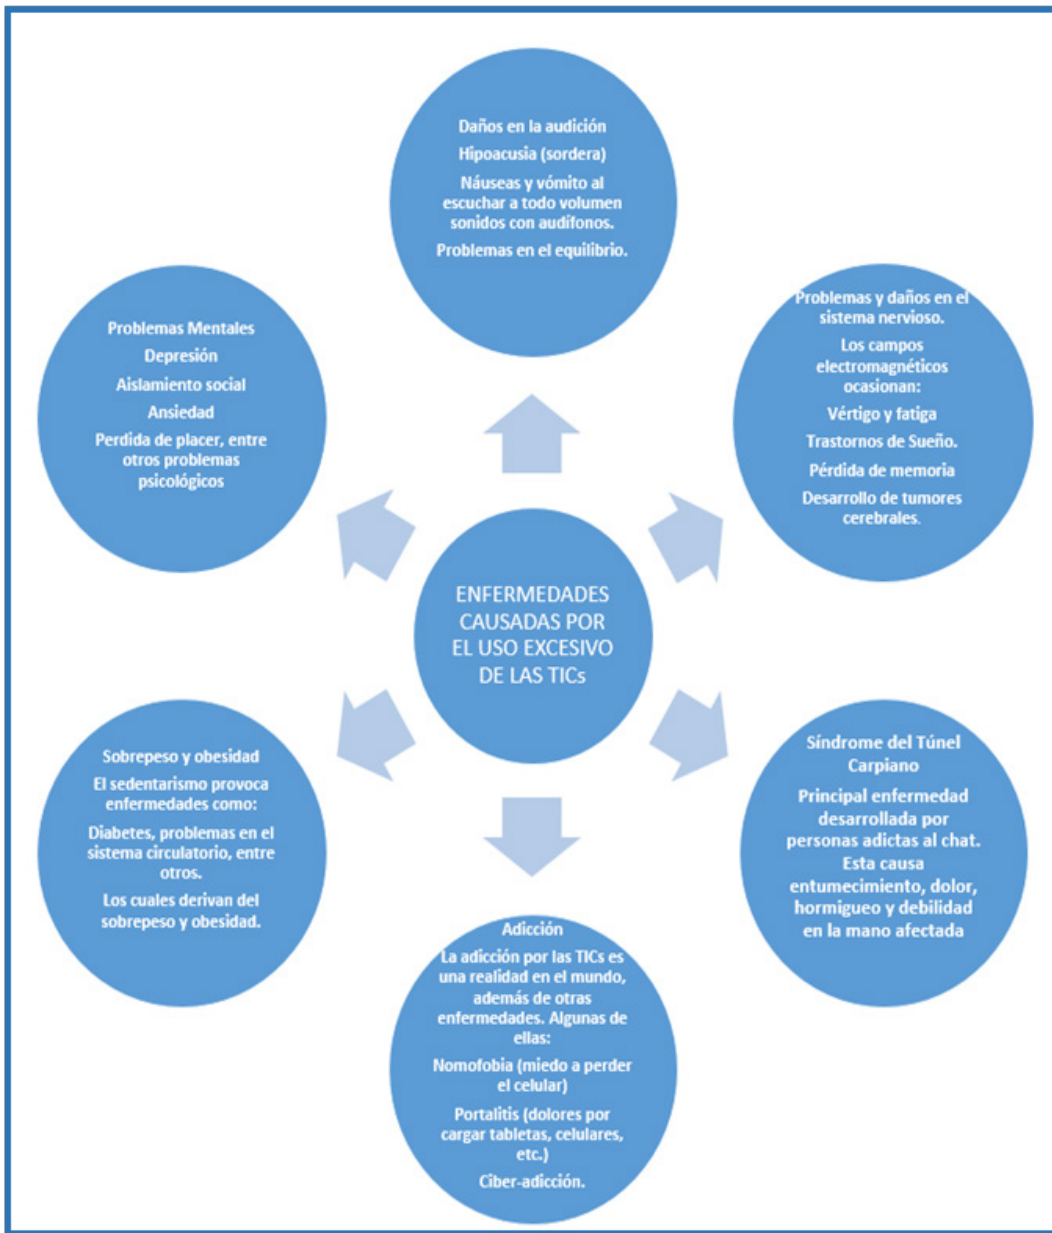 Daños en la audición
Hipoacusia (sordera)
Náuseas y vómito al
escuchar a todo volumen
sonidos con audífonos.
Problemas en el equilibrio.
Problemas Mentales
Depresión
Aislamiento social
Ansiedad
Perdida de placer, entre
otros problemas
psicológicos
Problemas y daños en el
sistema nervioso.
Los campos
electromagnéticos
ocasionan:
Vértigo y fatiga
Trastornos de Sueño.
Pérdida de memoria
Desarrollo de tumores
cerebrales.
ENFERMEDADES
CAUSADAS POR
EL USO EXCESIVO
DE LAS TICs
Sobrepeso y obesidad
El sedentarismo provoca
enfermedades como:
Diabetes, problemas en el
sistema circulatorio, entre
otros.
Los cuales derivan del
sobrepeso y obesidad.
Síndrome del Túnel
Carpiano
Principal enfermedad
desarrollada por
personas adictas al chat.
Esta causa
entumecimiento, dolor,
hormigueo y debilidad
en la mano afectada
Adicción
La adicción por las TICs es
una realidad en el mundo,
además de otras
enfermedades. Algunas de
ellas:
Nomofobia (miedo a perder
el celular)
Portalitis (dolores por
cargar tabletas, celulares,
etc.)
Ciber-adicción.